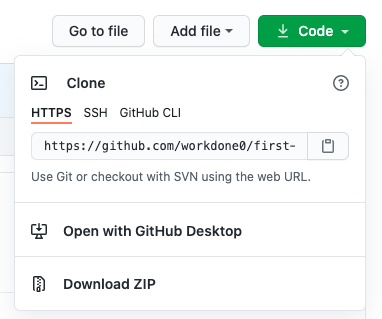 Go to file Add file Code
Clone
HTTPS SSH GitHub CLI
https://github.com/workdone0/first-
Use Git or checkout with SVN using the web URL.
Open with GitHub Desktop
Download ZIP